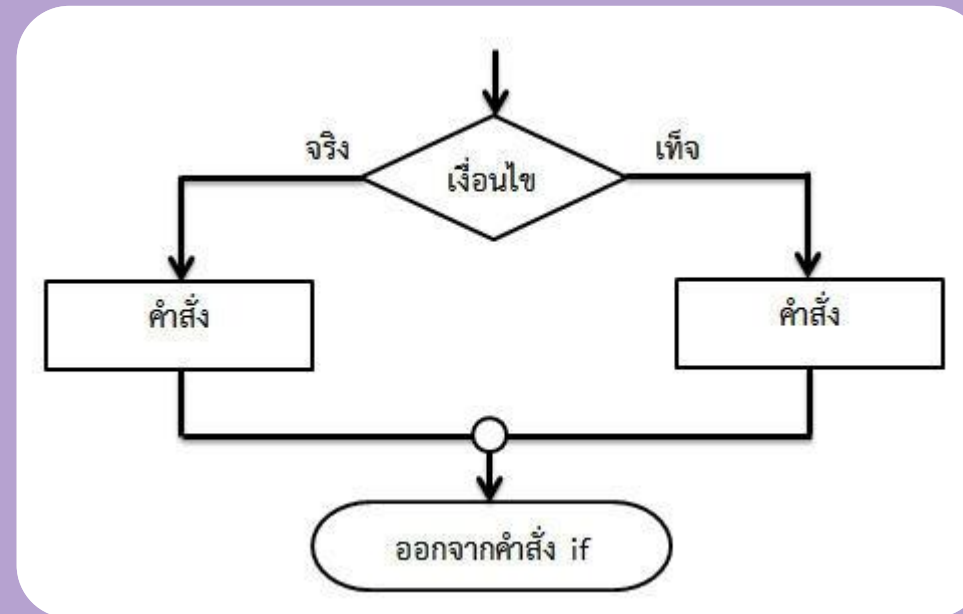 จริง
เท็จ
เงื่อนไข
คำสั่ง
คำสั่ง
ออกจากคำสั่ง if